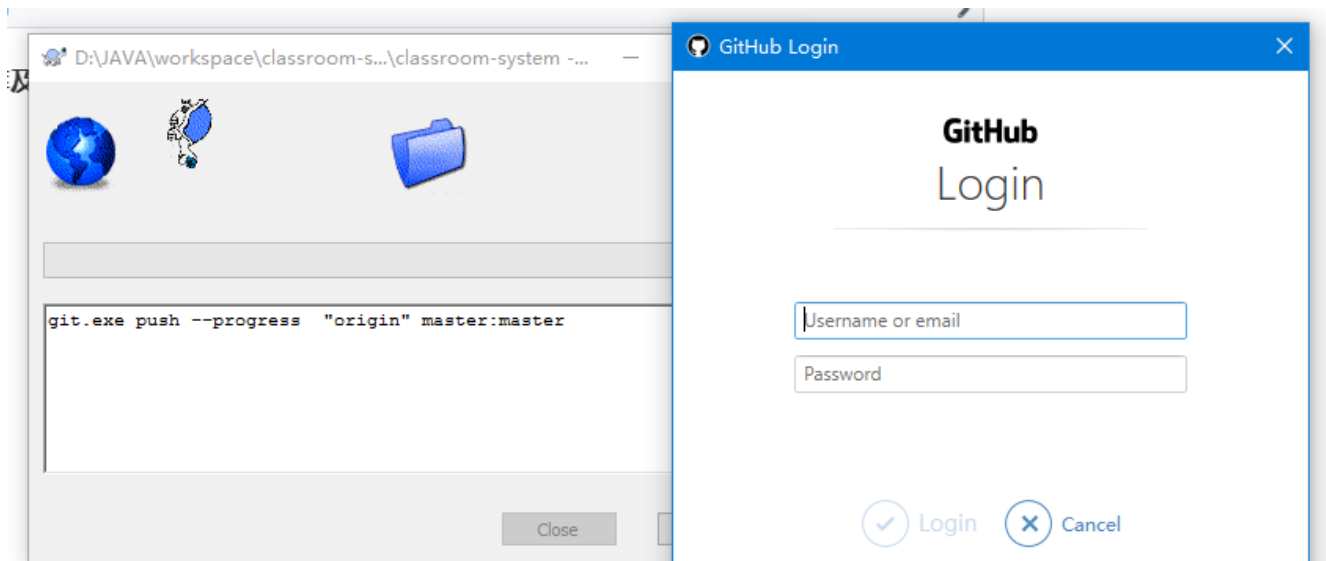 D:\JAVA\workspace\classroom-s...\classroom-system -...
及
git.exe push --progress  "origin" master:master
Close
GitHub Login
GitHub
Login
Username or email
Password
Login
Cancel